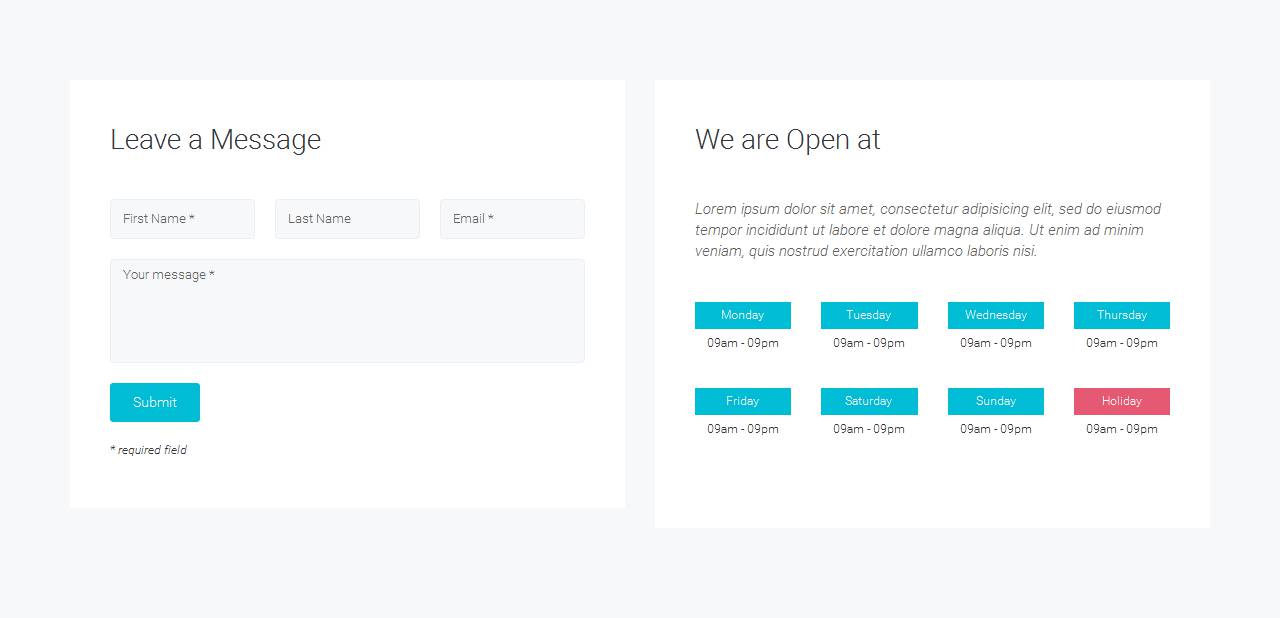 Leave a Message
First Name *
Last Name
Email *
Your message *
Submit
* required field
We are Open at
Lorem ipsum dolor sit amet, consectetur adipisicing elit, sed do eiusmod
tempor incididunt ut labore et dolore magna aliqua. Ut enim ad minim
veniam, quis nostrud exercitation ullamco laboris nisi.
Monday
09am - 09pm
Tuesday
09am - 09pm
Wednesday
09am - 09pm
Thursday
09am - 09pm
Friday
09am - 09pm
Saturday
09am - 09pm
Sunday
09am - 09pm
Holiday
09am - 09pm